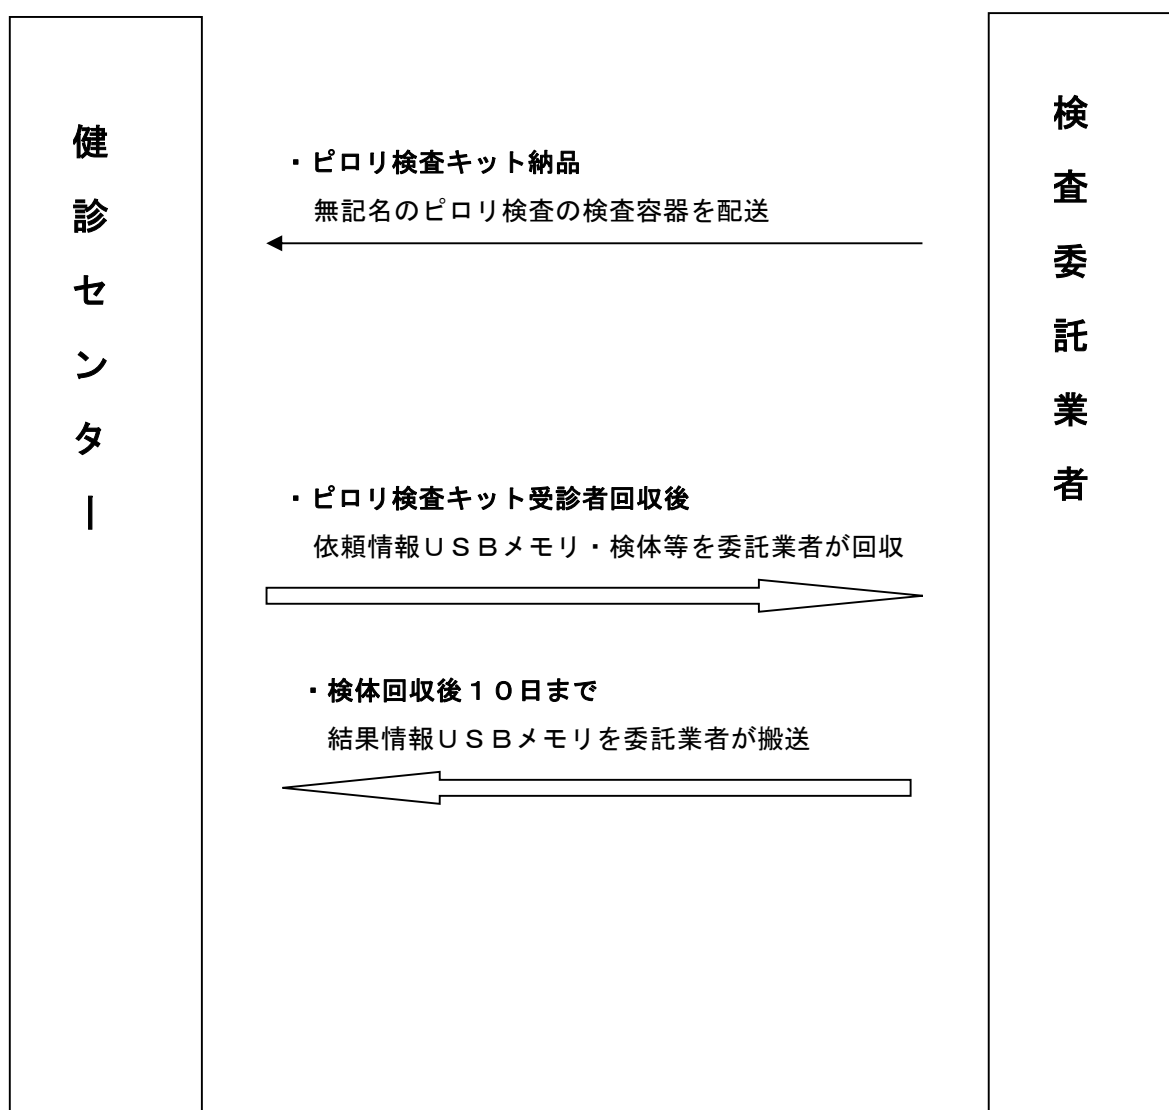 健診センター
・ピロリ検査キット納品
無記名のピロリ検査の検査容器を配送
・ピロリ検査キット受診者回収後
依頼情報ＵＳＢメモリ・検体等を委託業者が回収
・検体回収後１０日まで
結果情報ＵＳＢメモリを委託業者が搬送
検査委託業者